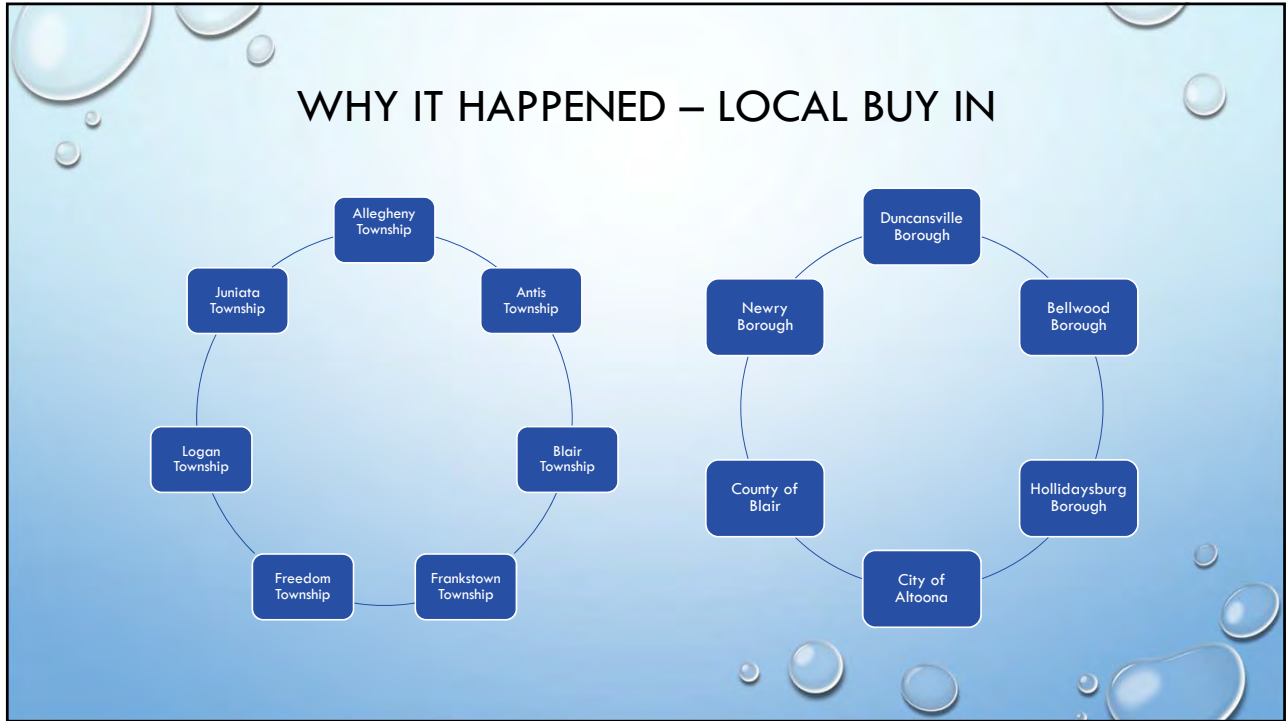 WHY IT HAPPENED – LOCAL BUY IN
Allegheny
Township
Antis
Township
Blair
Township
Frankstown
Township
Freedom
Township
Logan
Township
Juniata
Township
Duncansville
Borough
Bellwood
Borough
Hollidaysburg
Borough
City of
Altoona
County of
Blair
Newry
Borough